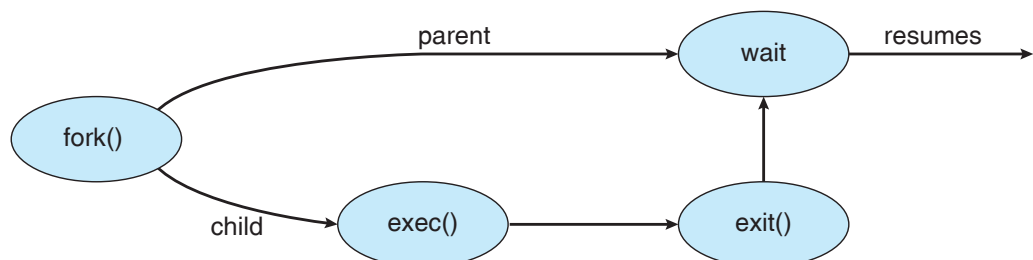 parent
wait
resumes
fork()
child
exec()
exit()